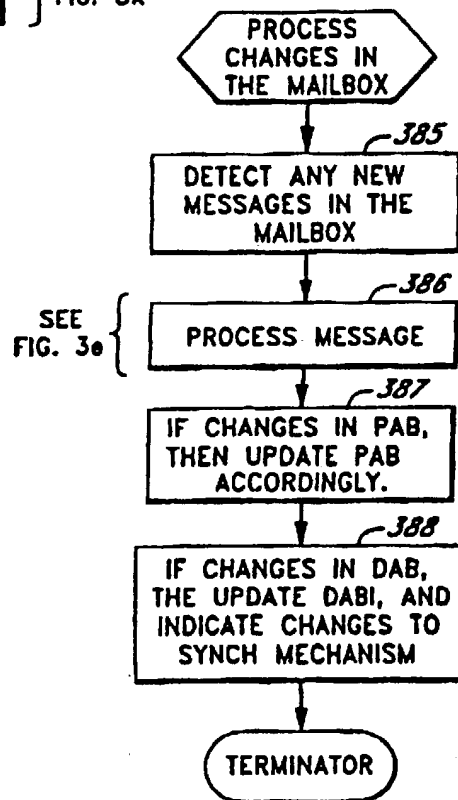 PROCESS
CHANGES IN
THE MAILBOX
385
DETECT ANY NEW
MESSAGES IN THE
MAILBOX
386
SEE
FIG. 3e
PROCESS MESSAGE
387
IF CHANGES IN PAB,
THEN UPDATE PAB
ACCORDINGLY.
388
IF CHANGES IN DAB,
THE UPDATE DABI, AND
INDICATE CHANGES TO
SYNCH MECHANISM
TERMINATOR